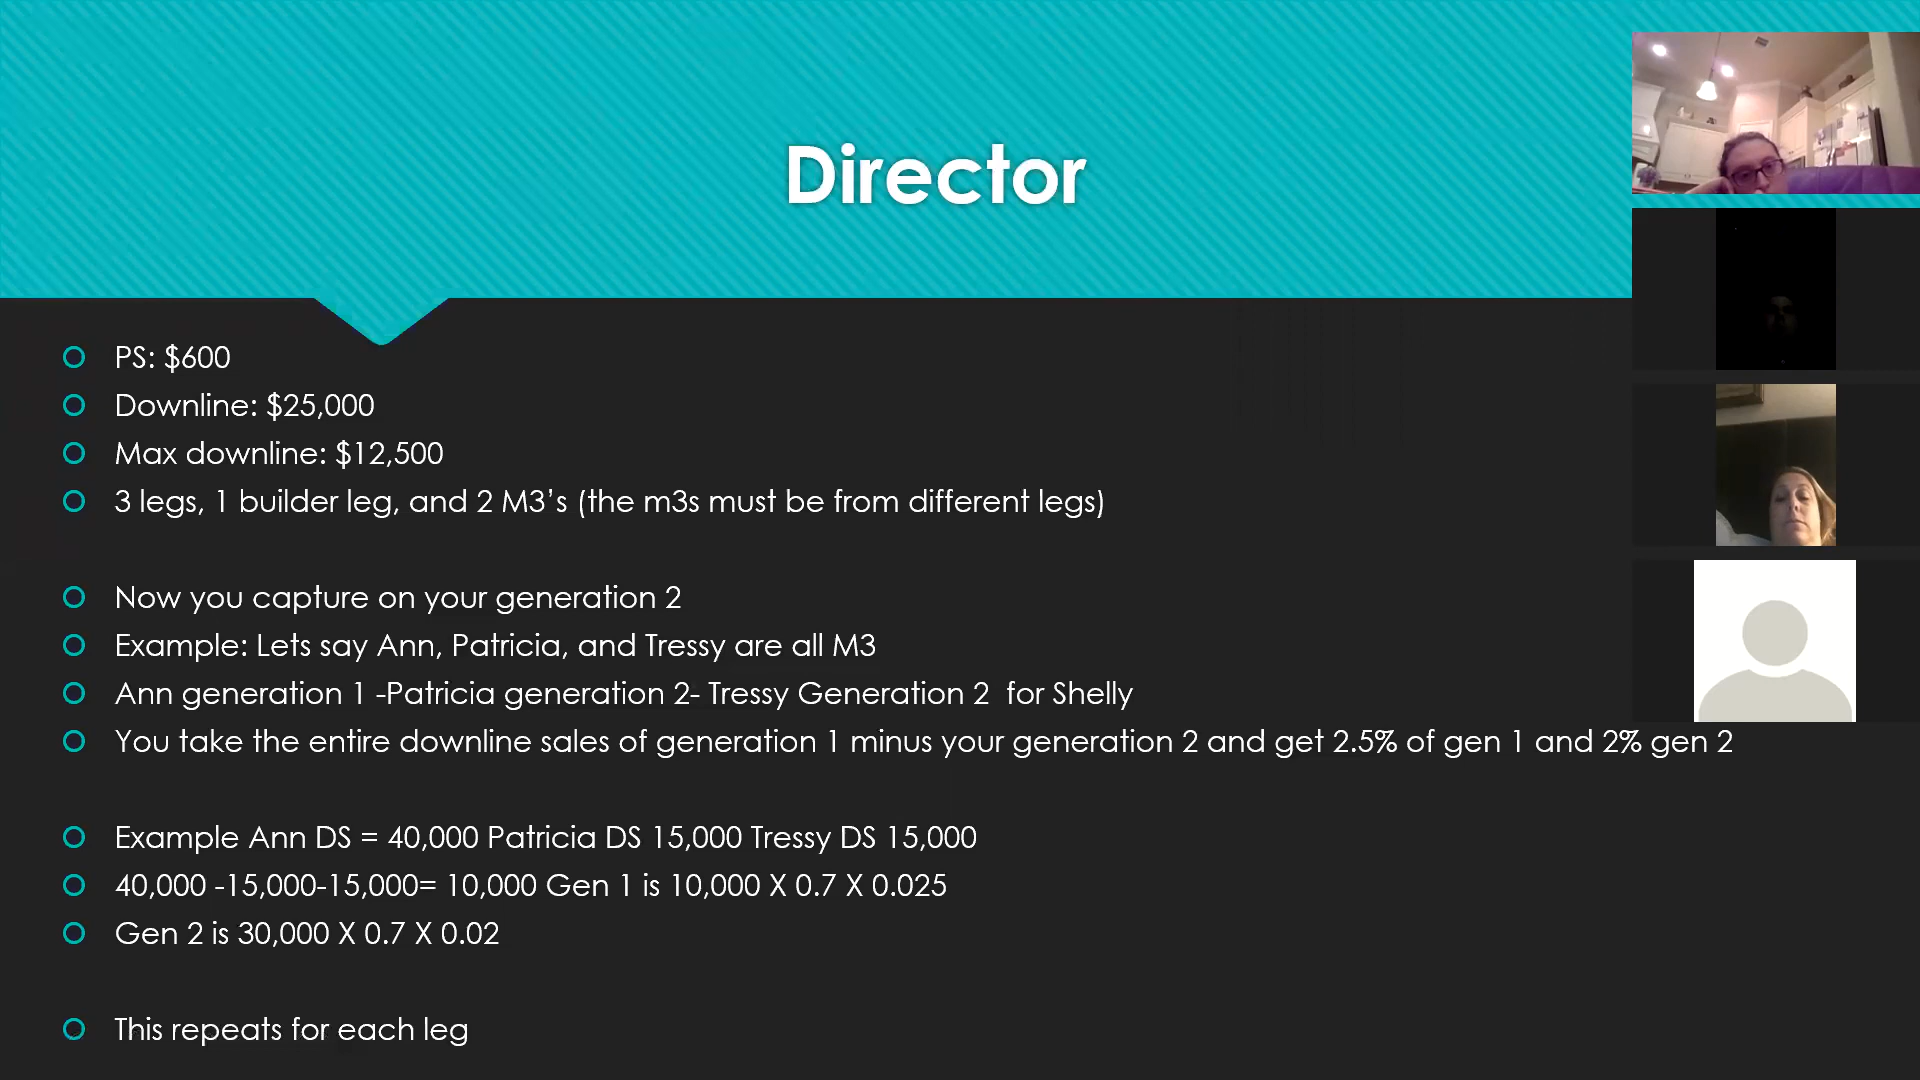 Director
PS: $600
Downline: $25,000
Max downline: $12,500
3 legs, 1 builder leg, and 2 M3’s (the m3s must be from different legs)
Now you capture on your generation 2
Example: Lets say Ann, Patricia, and Tressy are all M3
Ann generation 1 -Patricia generation 2- Tressy Generation 2  for Shelly
You take the entire downline sales of generation 1 minus your generation 2 and get 2.5% of gen 1 and 2% gen 2
Example Ann DS = 40,000 Patricia DS 15,000 Tressy DS 15,000
40,000 -15,000-15,000= 10,000 Gen 1 is 10,000 X 0.7 X 0.025
Gen 2 is 30,000 X 0.7 X 0.02
This repeats for each leg